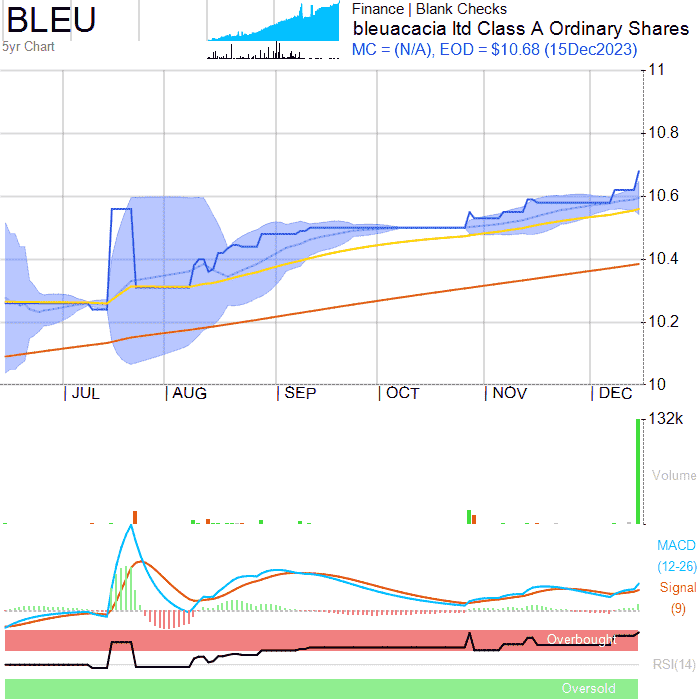 BLEU
5yr Chart
Finance | Blank Checks
bleuacacia ltd Class A Ordinary Shares
MC = (N/A), EOD = $10.68 (15Dec2023)
11
10.8
10.6
10.4
10.2
10
JUL
AUG
SEP
OCT
NOV
DEC
132k
Volume
MACD
(12-26)
Signal
(9)
Overbought
RSI(14)
Oversold